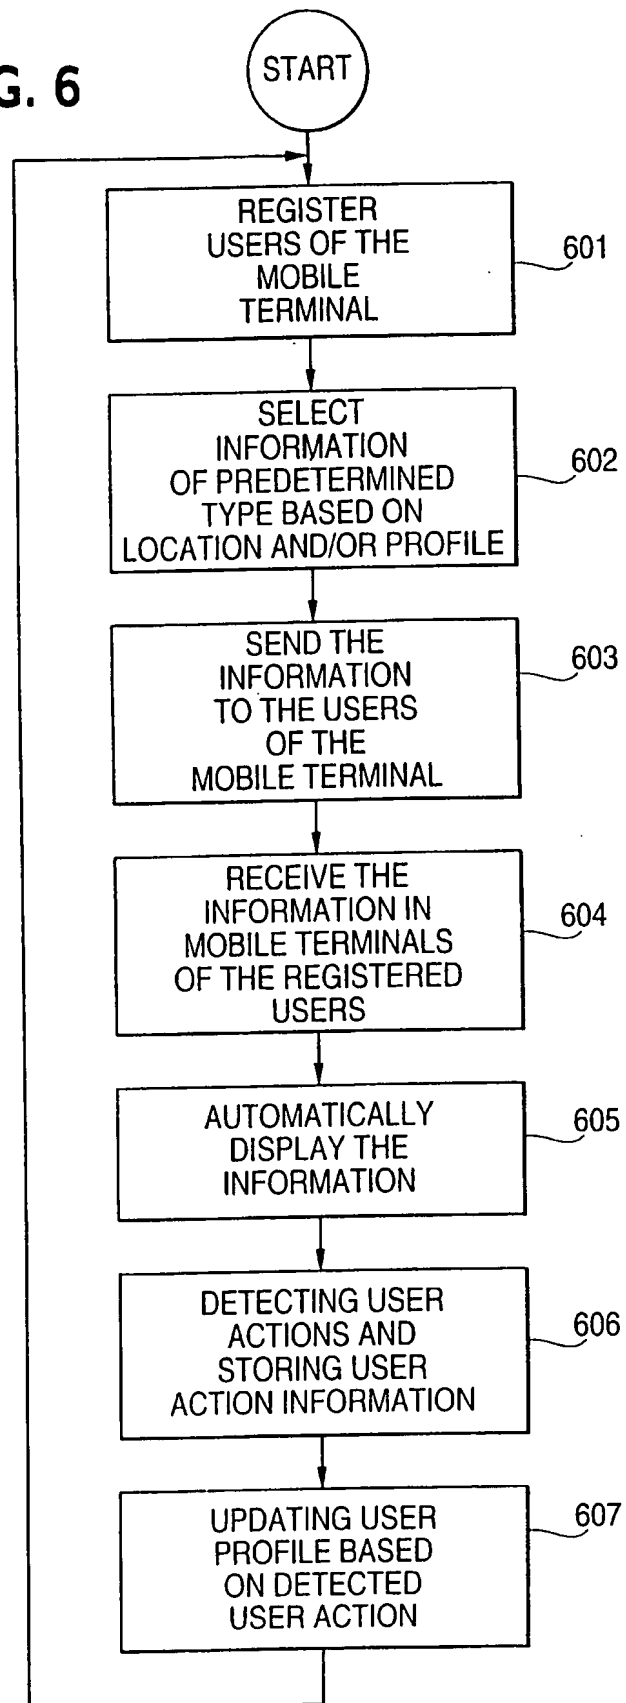 G. 6
START
REGISTER
USERS OF THE
MOBILE
TERMINAL
601
SELECT
INFORMATION
OF PREDETERMINED
TYPE BASED ON
LOCATION AND/OR PROFILE
602
SEND THE
INFORMATION
TO THE USERS
OF THE
MOBILE TERMINAL
603
RECEIVE THE
INFORMATION IN
MOBILE TERMINALS
OF THE REGISTERED
USERS
604
AUTOMATICALLY
DISPLAY THE
INFORMATION
605
DETECTING USER
ACTIONS AND
STORING USER
ACTION INFORMATION
606
UPDATING USER
PROFILE BASED
ON DETECTED
USER ACTION
607